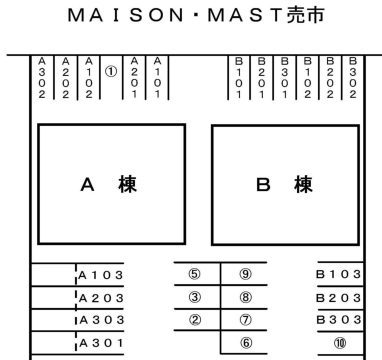 MAISON・MAST売市
A302 A202 A102 ① A201 A101 B101 B201 B301 B102 B202 B302
A 棟 B 棟
A103 ⑤ ⑨ B103
A203 ③ ⑧ B203
A303 ② ⑦ B303
A301 ⑥ ⑩